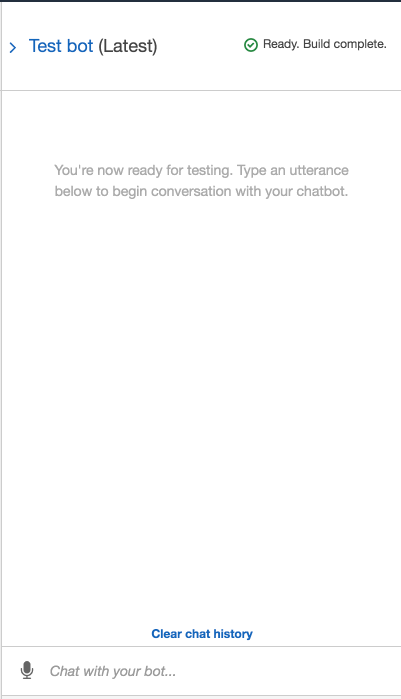 Test bot (Latest)
Ready. Build complete.
You're now ready for testing. Type an utterance
below to begin conversation with your chatbot.
Clear chat history
Chat with your bot...